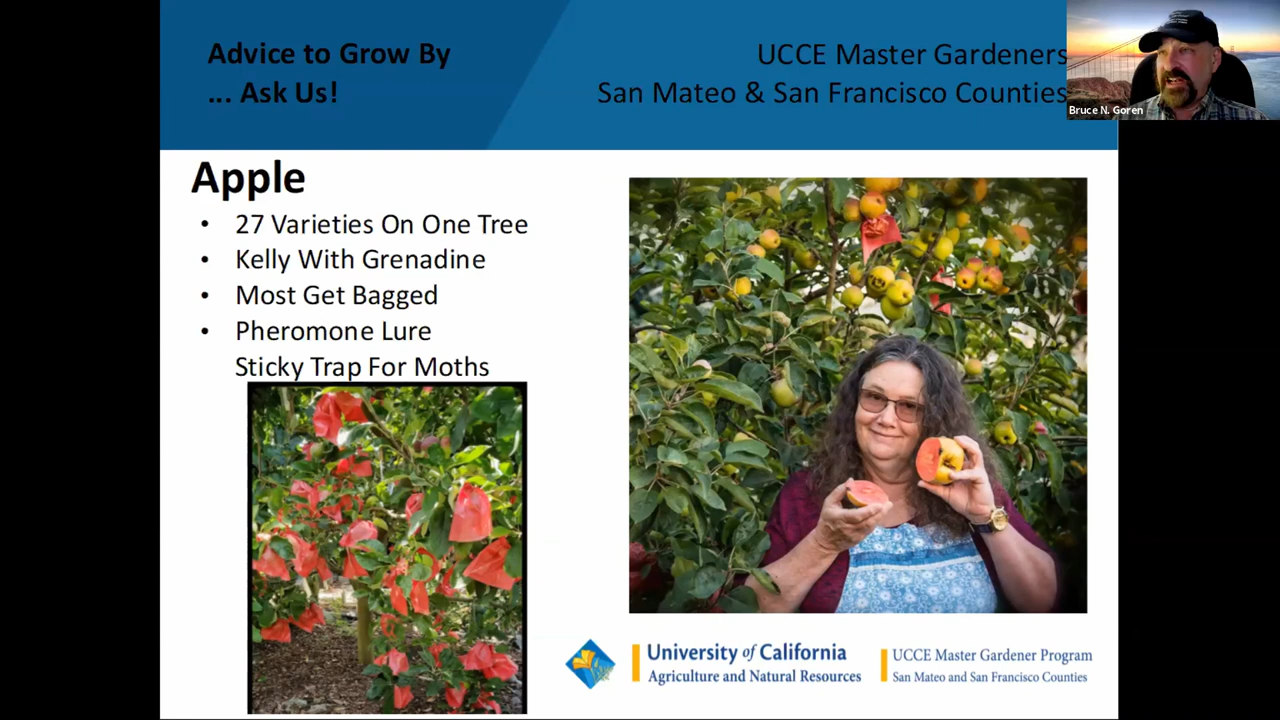 Advice to Grow By
... Ask Us!
UCCE Master Gardeners
San Mateo & San Francisco Counties
Bruce N. Goren
Apple
• 27 Varieties On One Tree
• Kelly With Grenadine
• Most Get Bagged
• Pheromone Lure
Sticky Trap For Moths
University of California
Agriculture and Natural Resources
UCCE Master Gardener Program
San Mateo and San Francisco Counties